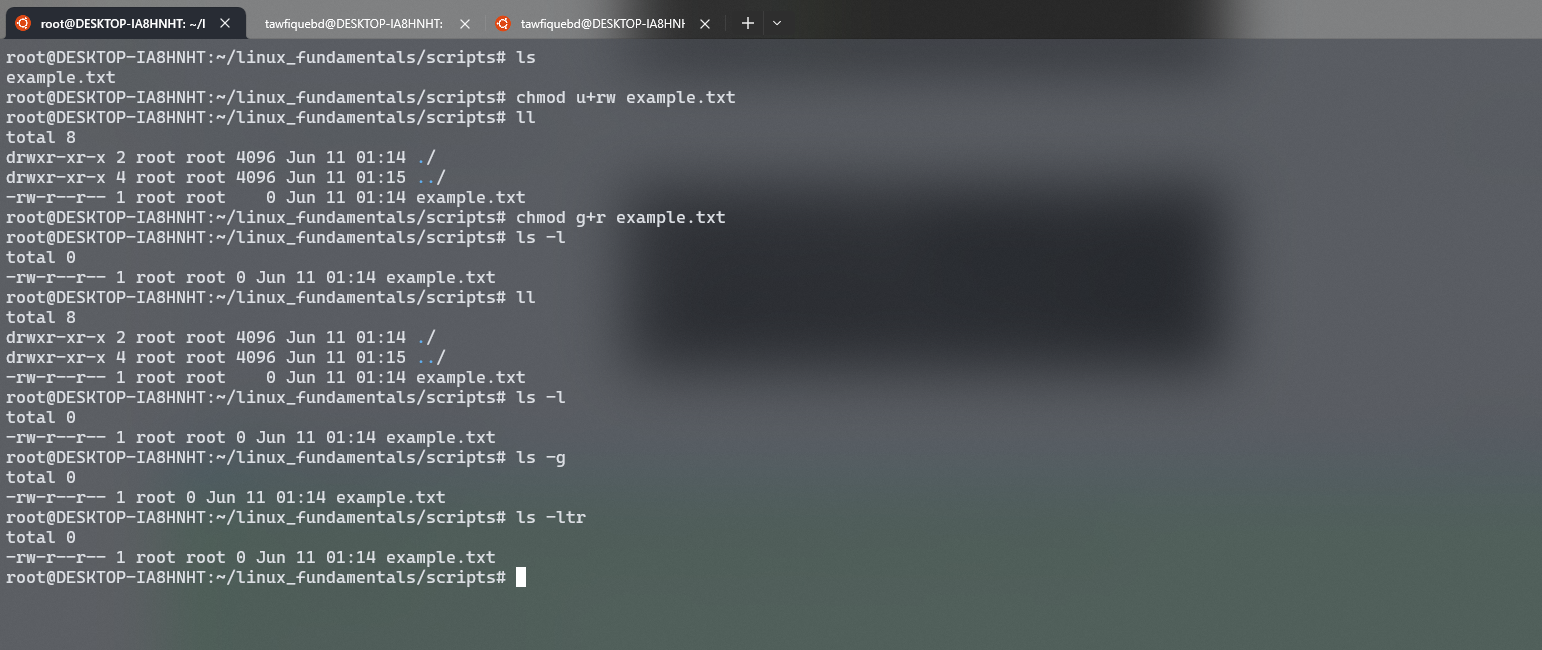 root@DESKTOP-IA8HNHT: ~/l
tawfiquebd@DESKTOP-IA8HNHT:
tawfiquebd@DESKTOP-IA8HNH
root@DESKTOP-IA8HNHT:~/linux_fundamentals/scripts# ls
example.txt
root@DESKTOP-IA8HNHT:~/linux_fundamentals/scripts# chmod u+rw example.txt
root@DESKTOP-IA8HNHT:~/linux_fundamentals/scripts# ll
total 8
drwxr-xr-x 2 root root 4096 Jun 11 01:14 ./
drwxr-xr-x 4 root root 4096 Jun 11 01:15 ../
-rw-r--r-- 1 root root    0 Jun 11 01:14 example.txt
root@DESKTOP-IA8HNHT:~/linux_fundamentals/scripts# chmod g+r example.txt
root@DESKTOP-IA8HNHT:~/linux_fundamentals/scripts# ls -l
total 0
-rw-r--r-- 1 root root 0 Jun 11 01:14 example.txt
root@DESKTOP-IA8HNHT:~/linux_fundamentals/scripts# ll
total 8
drwxr-xr-x 2 root root 4096 Jun 11 01:14 ./
drwxr-xr-x 4 root root 4096 Jun 11 01:15 ../
-rw-r--r-- 1 root root    0 Jun 11 01:14 example.txt
root@DESKTOP-IA8HNHT:~/linux_fundamentals/scripts# ls -l
total 0
-rw-r--r-- 1 root root 0 Jun 11 01:14 example.txt
root@DESKTOP-IA8HNHT:~/linux_fundamentals/scripts# ls -g
total 0
-rw-r--r-- 1 root 0 Jun 11 01:14 example.txt
root@DESKTOP-IA8HNHT:~/linux_fundamentals/scripts# ls -ltr
total 0
-rw-r--r-- 1 root root 0 Jun 11 01:14 example.txt
root@DESKTOP-IA8HNHT:~/linux_fundamentals/scripts#